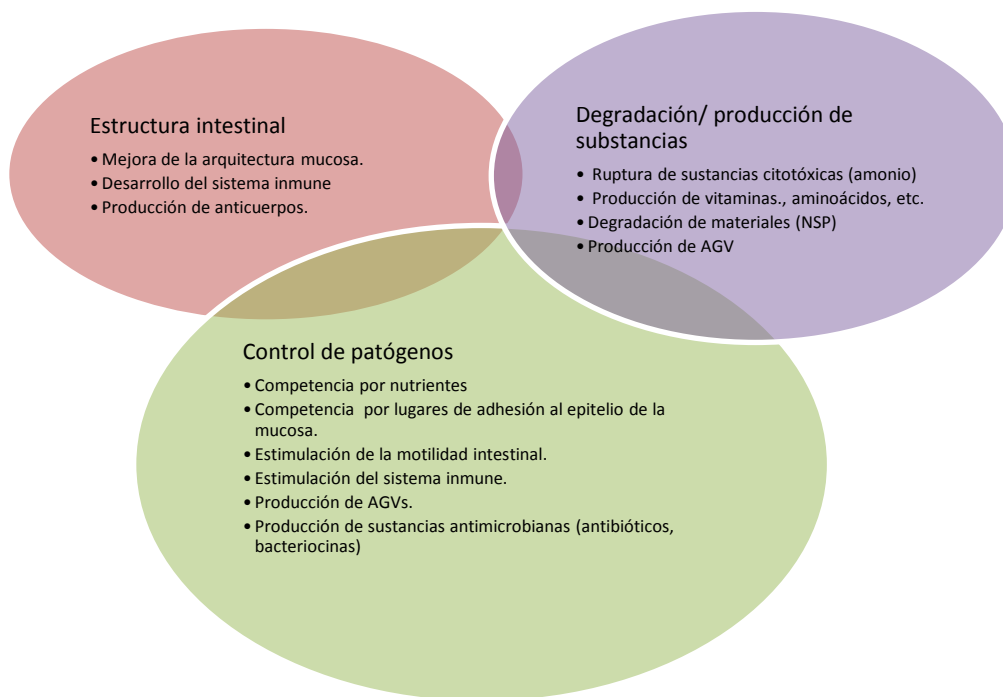 Estructura intestinal
• Mejora de la arquitectura mucosa.
• Desarrollo del sistema inmune
• Producción de anticuerpos.
Degradación/ producción de
substancias
• Ruptura de sustancias citotóxicas (amonio)
• Producción de vitaminas., aminoácidos, etc.
• Degradación de materiales (NSP)
• Producción de AGV
Control de patógenos
• Competencia por nutrientes
• Competencia por lugares de adhesión al epitelio de la
mucosa.
• Estimulación de la motilidad intestinal.
• Estimulación del sistema inmune.
• Producción de AGVs.
• Producción de sustancias antimicrobianas (antibióticos,
bacteriocinas)